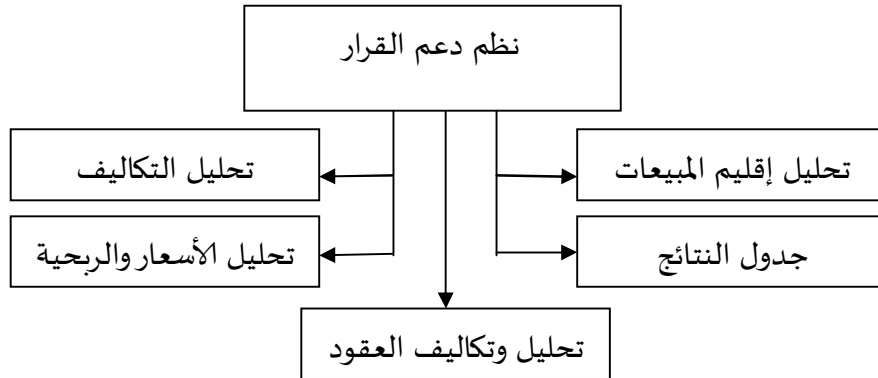 نظم دعم القرار
تحليل إقليم المبيعات
تحليل التكاليف
جدول النتائج
تحليل الأسعار والربحية
تحليل وتكاليف العقود